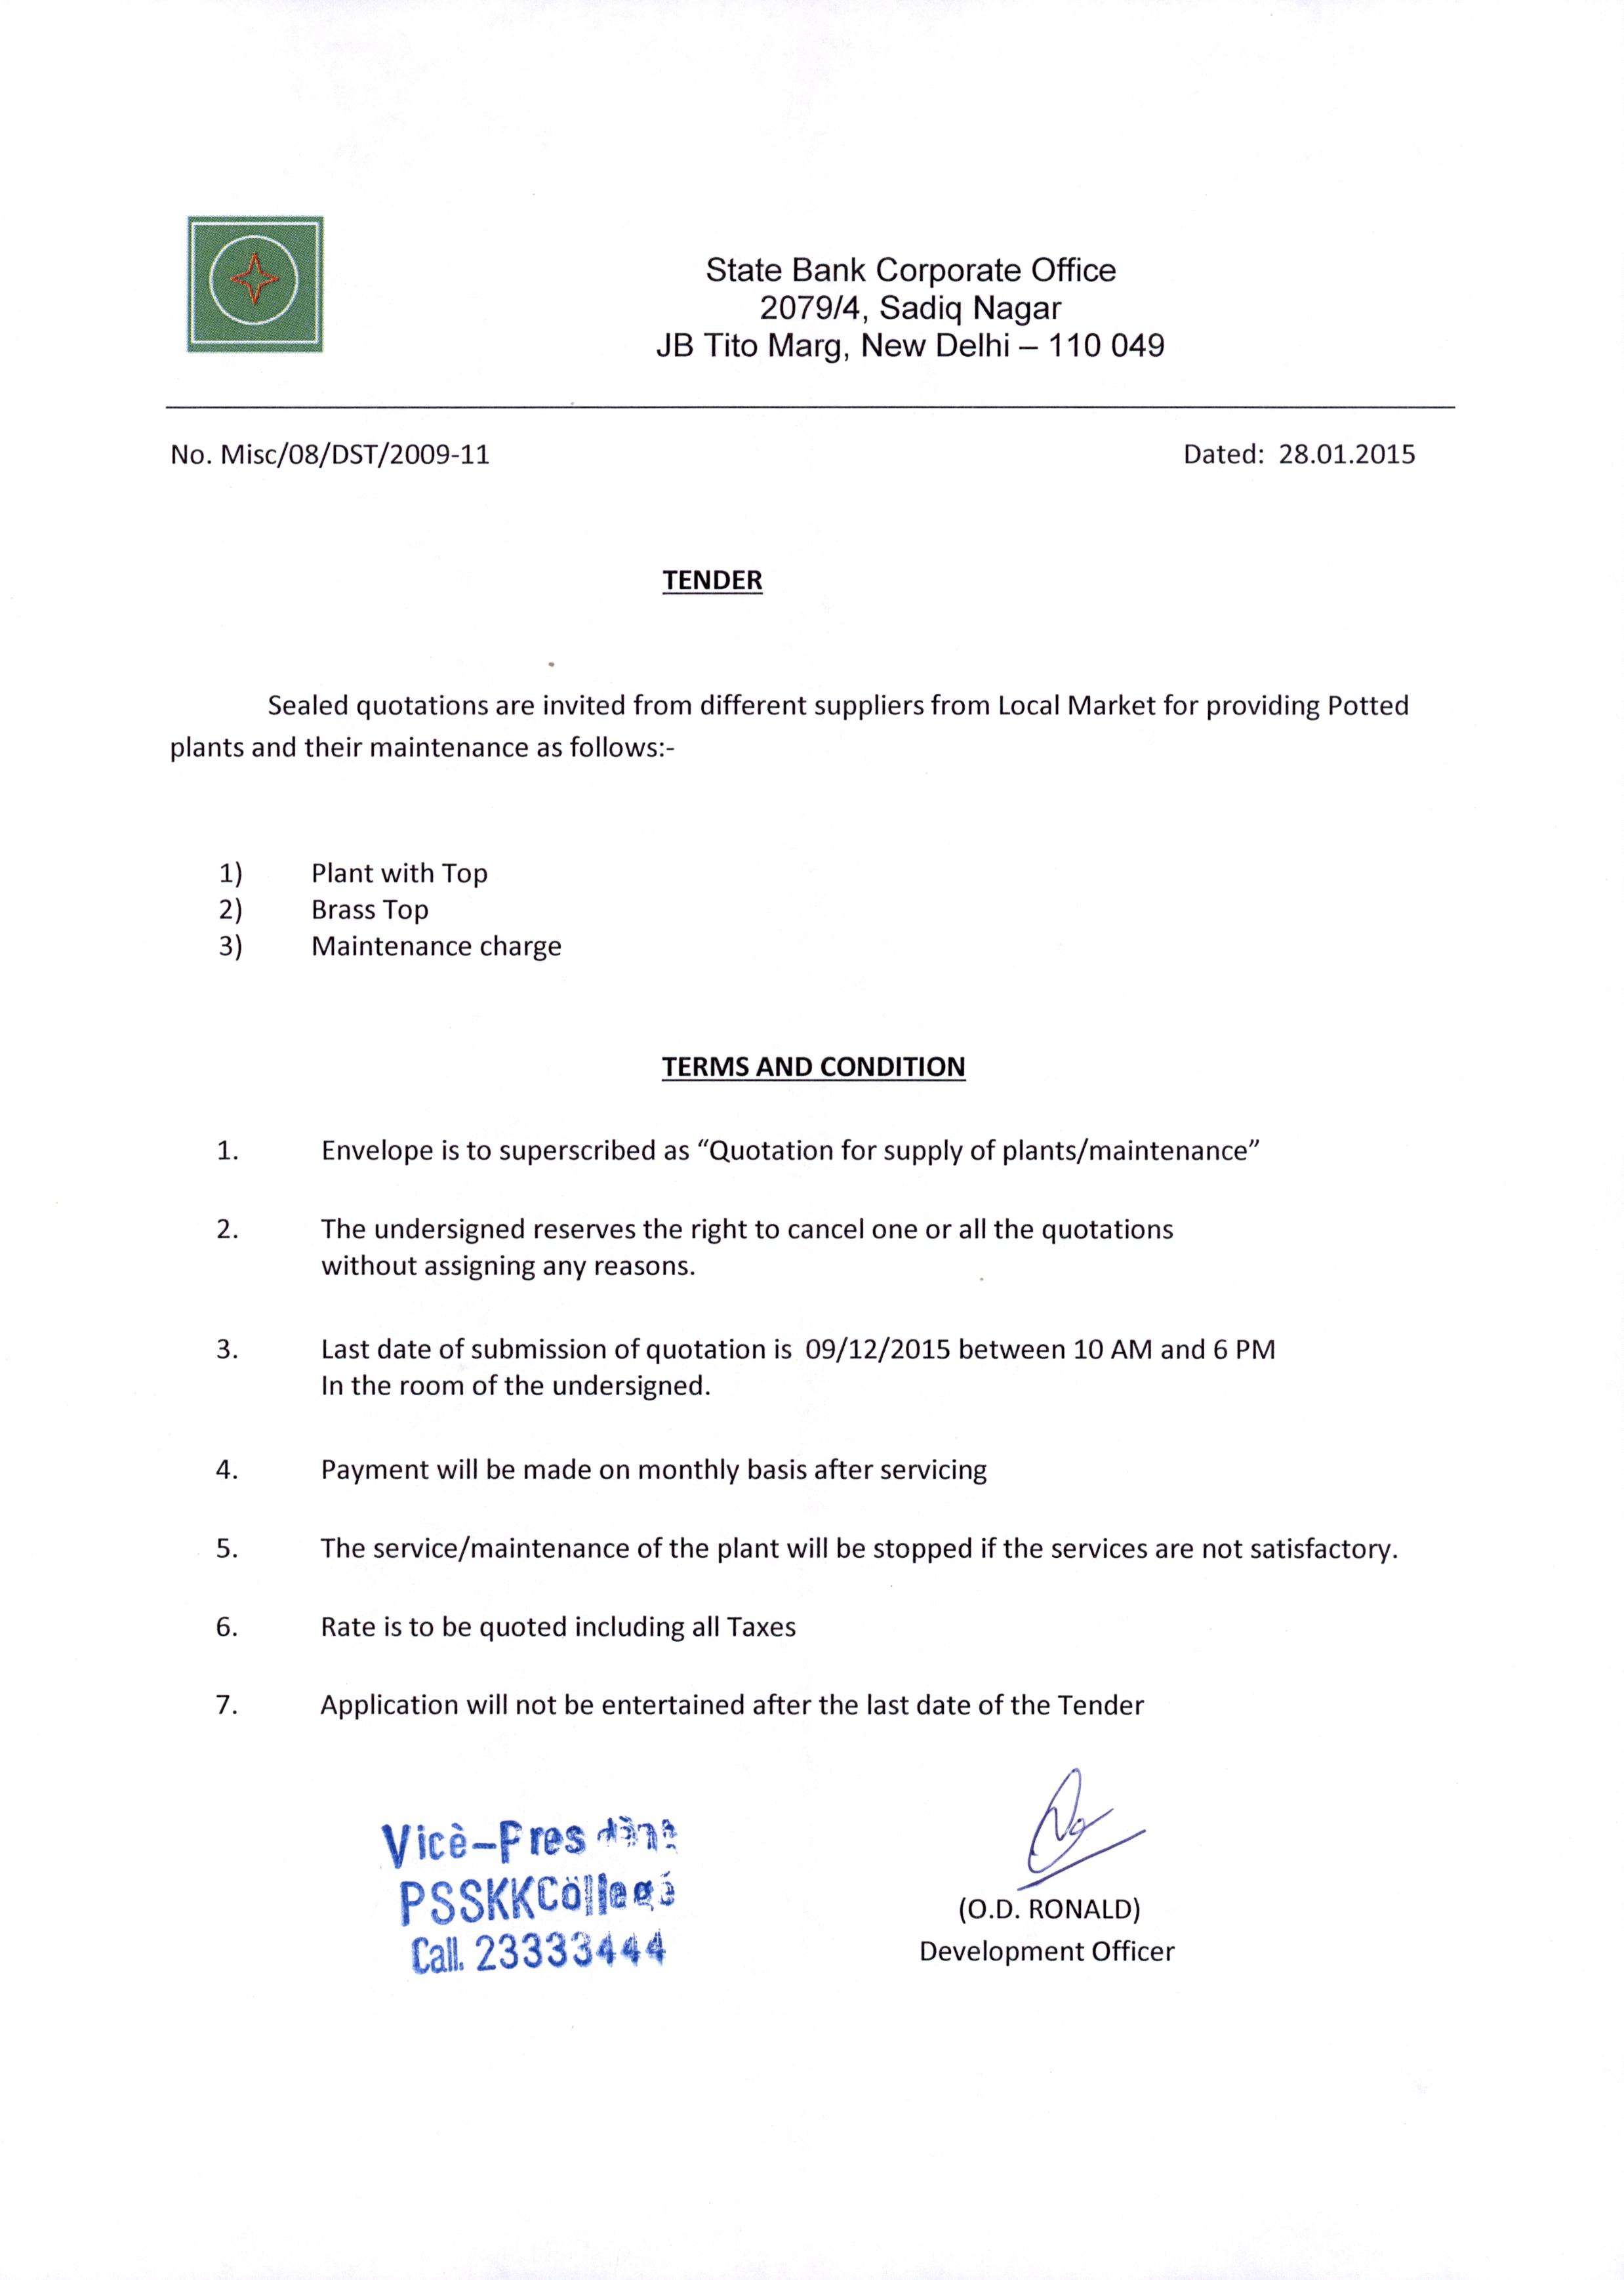 State Bank Corporate Office
2079/4, Sadiq Nagar
JB Tito Marg, New Delhi – 110 049
No. Misc/08/DST/2009-11 Dated: 28.01.2015
TENDER
Sealed quotations are invited from different suppliers from Local Market for providing Potted
plants and their maintenance as follows:-
1) Plant with Top
2) Brass Top
3) Maintenance charge
TERMS AND CONDITION
1. Envelope is to superscribed as “Quotation for supply of plants/maintenance”
2. The undersigned reserves the right to cancel one or all the quotations
without assigning any reasons.
3. Last date of submission of quotation is 09/12/2015 between 10 AM and 6 PM
In the room of the undersigned.
4. Payment will be made on monthly basis after servicing
5. The service/maintenance of the plant will be stopped if the services are not satisfactory.
6. Rate is to be quoted including all Taxes
7. Application will not be entertained after the last date of the Tender
PSSKKCollege
Call. 23333444
(O.D. RONALD)
Development Officer